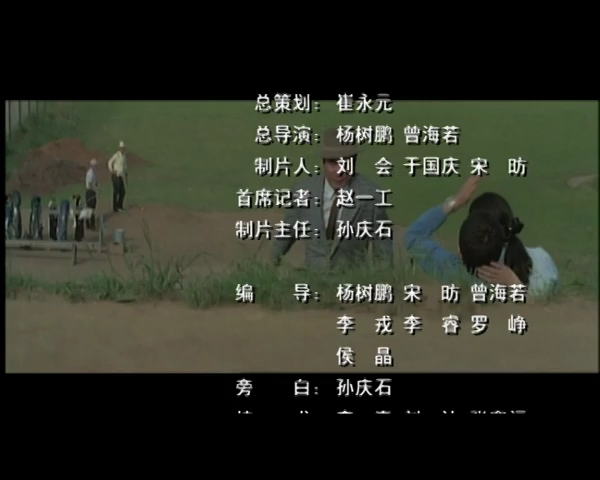 总策划：崔永元
总导演：杨树鹏 曾海若
制片人：刘　会 于国庆 宋　昉
首席记者：赵一工
制片主任：孙庆石
编　　导：杨树鹏 宋　昉 曾海若
李　戎 李　睿 罗　峥
侯　晶
旁　　白：孙庆石